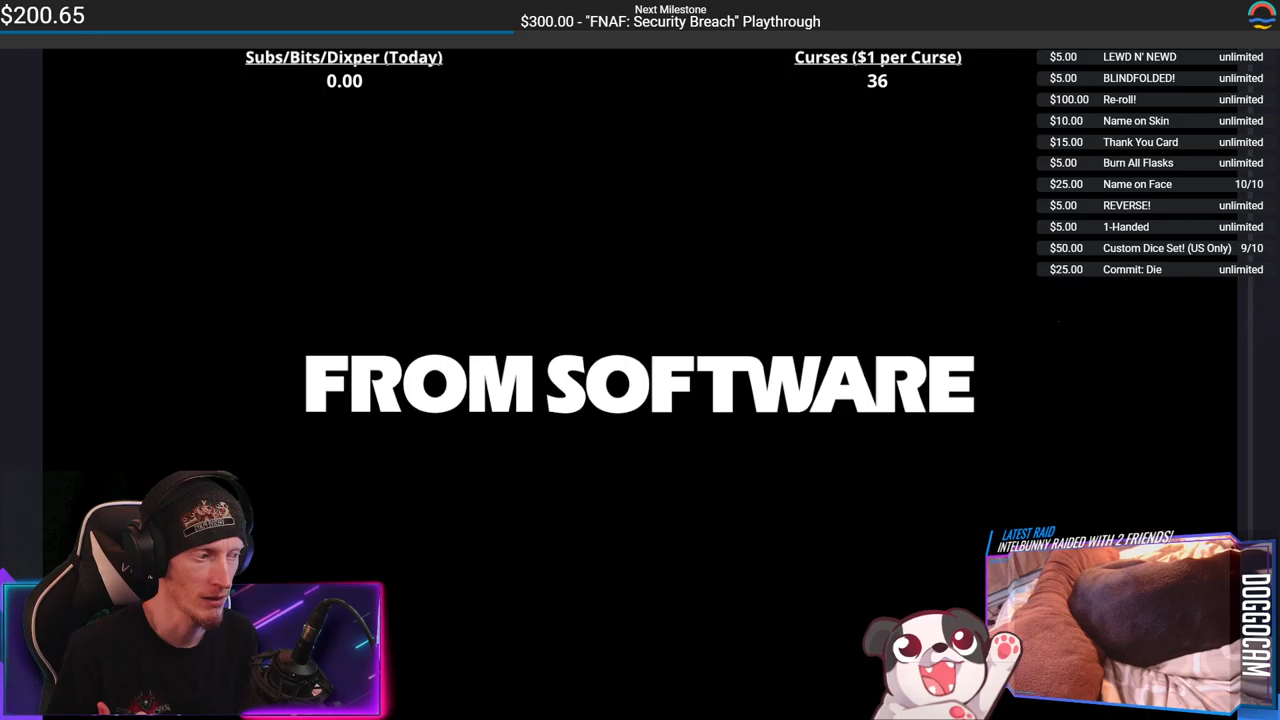 $200.65
Next Milestone
$300.00 - "FNAF: Security Breach" Playthrough
Subs/Bits/Dixper (Today)
0.00
Curses ($1 per Curse)
36
$5.00 LEWD N' NEWD unlimited
$5.00 BLINDFOLDED! unlimited
$100.00 Re-roll! unlimited
$10.00 Name on Skin unlimited
$15.00 Thank You Card unlimited
$5.00 Burn All Flasks unlimited
$25.00 Name on Face 10/10
$5.00 REVERSE! unlimited
$5.00 1-Handed unlimited
$50.00 Custom Dice Set! (US Only) 9/10
$25.00 Commit: Die unlimited
FROM SOFTWARE
LATEST RAID
INTELBUNNY RAIDED WITH 2 FRIENDS!
DOGGOCAM